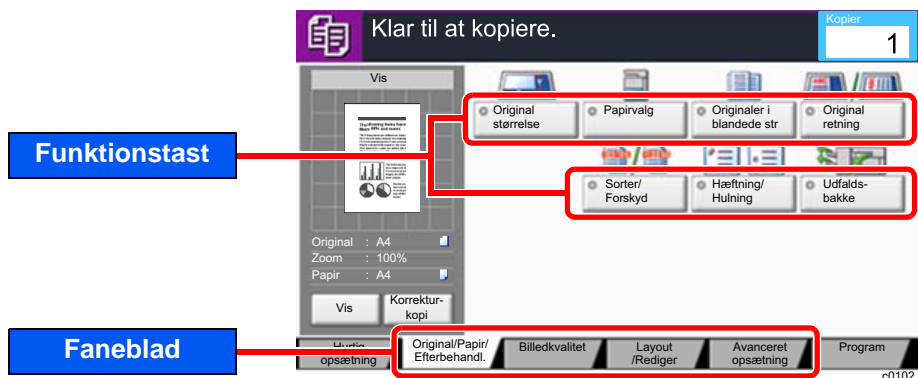 Klar til at kopiere.
Kopier
1
Vis
Original
størrelse
Papirvalg
Originaler i
blandede str
Original
retning
Funktionstast
Sorter/
Forskyd
Hæftning/
Hulning
Udfalds-
bakke
Original : A4
Zoom : 100%
Papir : A4
Vis
Korrektur-
kopi
Faneblad
Hurtig
opsætning
Original/Papir/
Efterbehandl.
Billedkvalitet
Layout
/Rediger
Avanceret
opsætning
Program
c0102